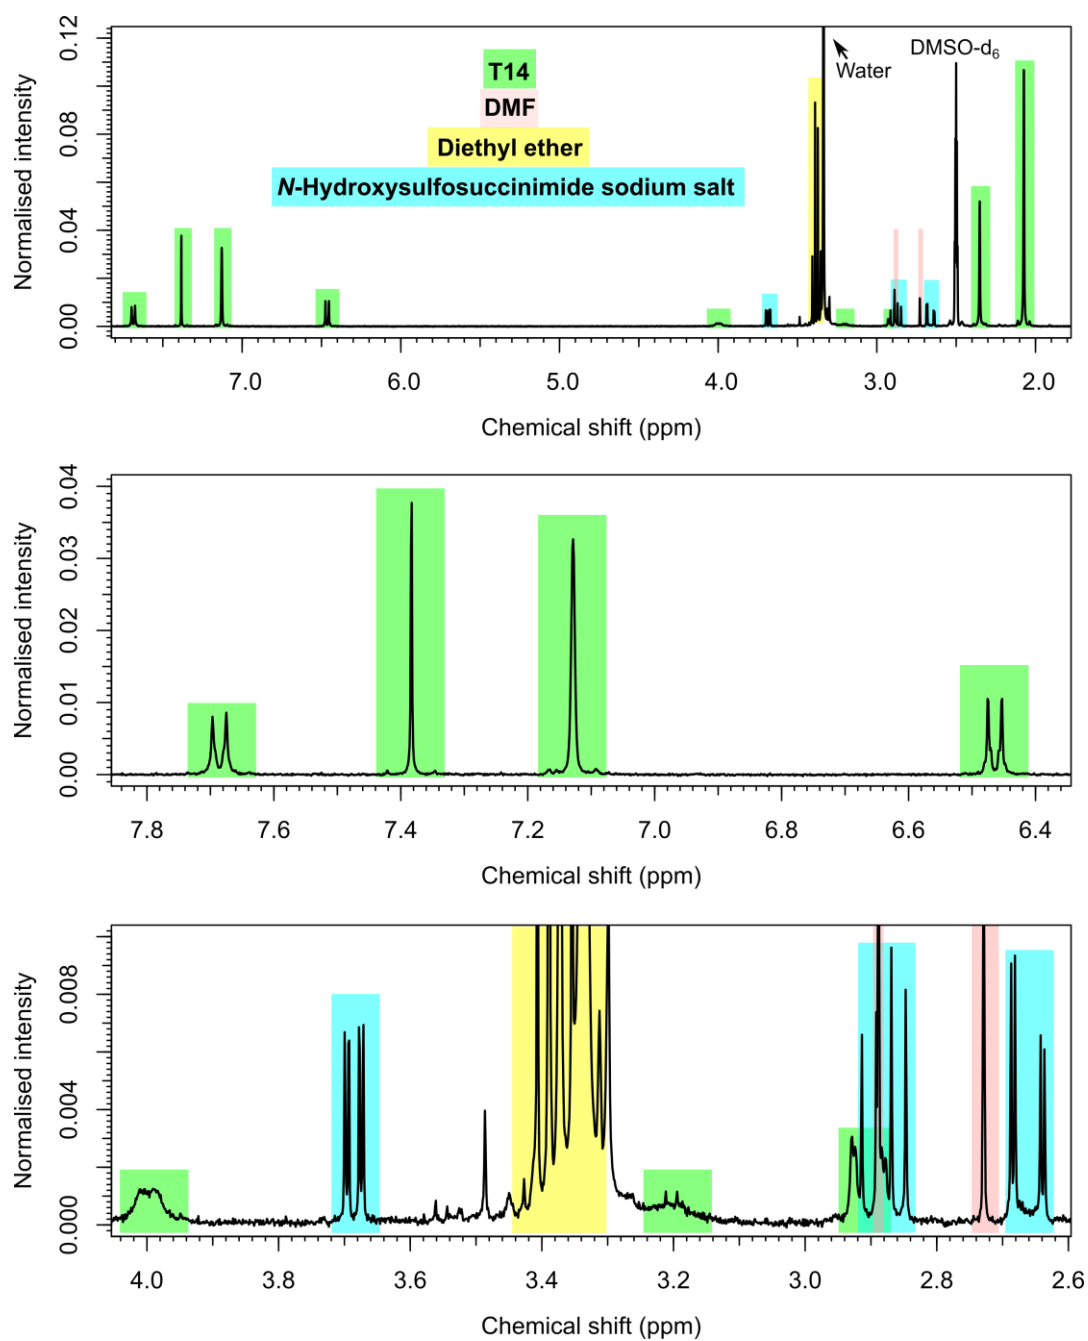 0.12
0.08
0.04
0.00
Normalised intensity
T14
DMF
Diethyl ether
N-Hydroxysulfosuccinimide sodium salt
Water
DMSO-d6
7.0 6.0 5.0 4.0 3.0 2.0
Chemical shift (ppm)
0.04
0.03
0.02
0.01
0.00
Normalised intensity
7.8 7.6 7.4 7.2 7.0 6.8 6.6 6.4
Chemical shift (ppm)
0.008
0.004
0.000
Normalised intensity
4.0 3.8 3.6 3.4 3.2 3.0 2.8 2.6
Chemical shift (ppm)